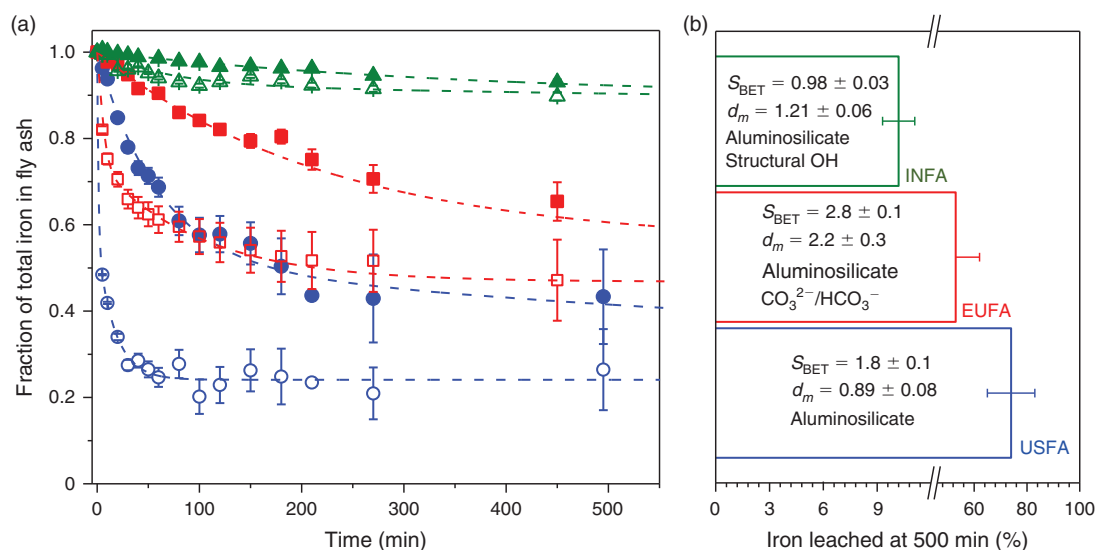 (a)
Fraction of total iron in fly ash
1.0
0.8
0.6
0.4
0.2
0
0 100 200 300 400 500
Time (min)
(b)
S_BET = 0.98 ± 0.03
d_m = 1.21 ± 0.06
Aluminosilicate
Structural OH
INFA
S_BET = 2.8 ± 0.1
d_m = 2.2 ± 0.3
Aluminosilicate
CO₃²⁻/HCO₃⁻
EUFA
S_BET = 1.8 ± 0.1
d_m = 0.89 ± 0.08
Aluminosilicate
USFA
0 3 6 9 60 80 100
Iron leached at 500 min (%)